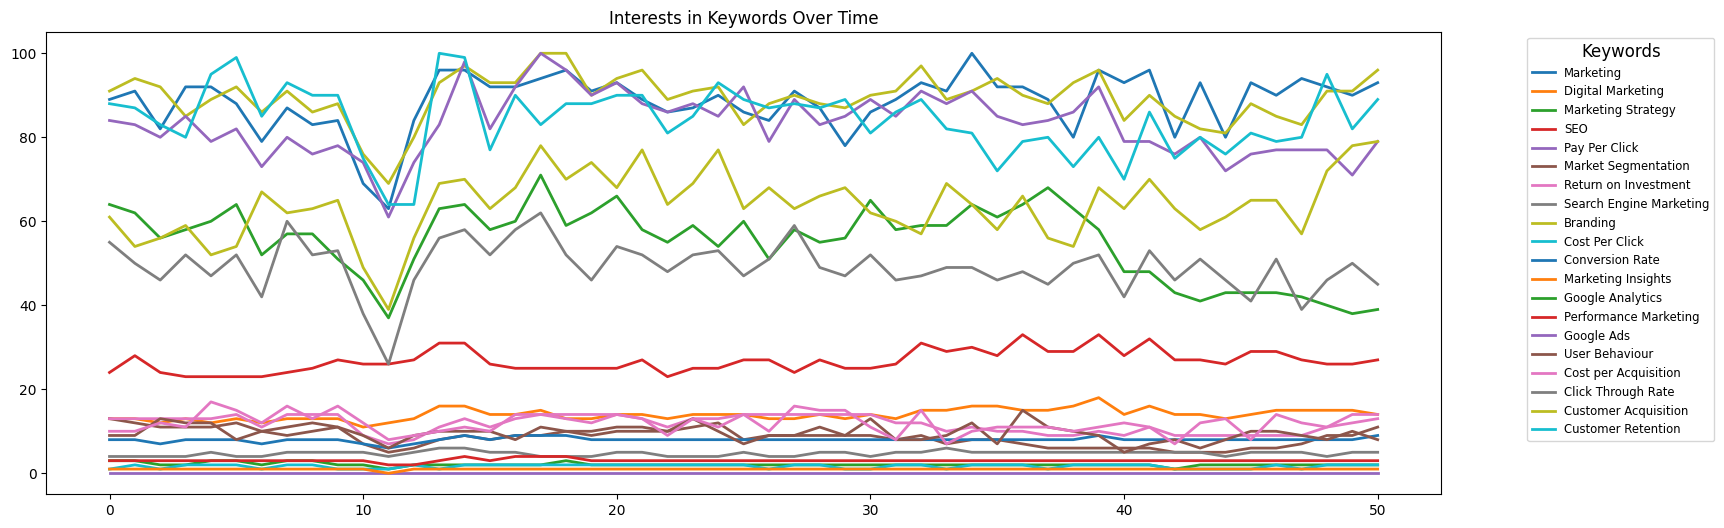 Interests in Keywords Over Time
100
80
60
40
20
0
0
10
20
30
40
50
Keywords
Marketing
Digital Marketing
Marketing Strategy
SEO
Pay Per Click
Market Segmentation
Return on Investment
Search Engine Marketing
Branding
Cost Per Click
Conversion Rate
Marketing Insights
Google Analytics
Performance Marketing
Google Ads
User Behaviour
Cost per Acquisition
Click Through Rate
Customer Acquisition
Customer Retention